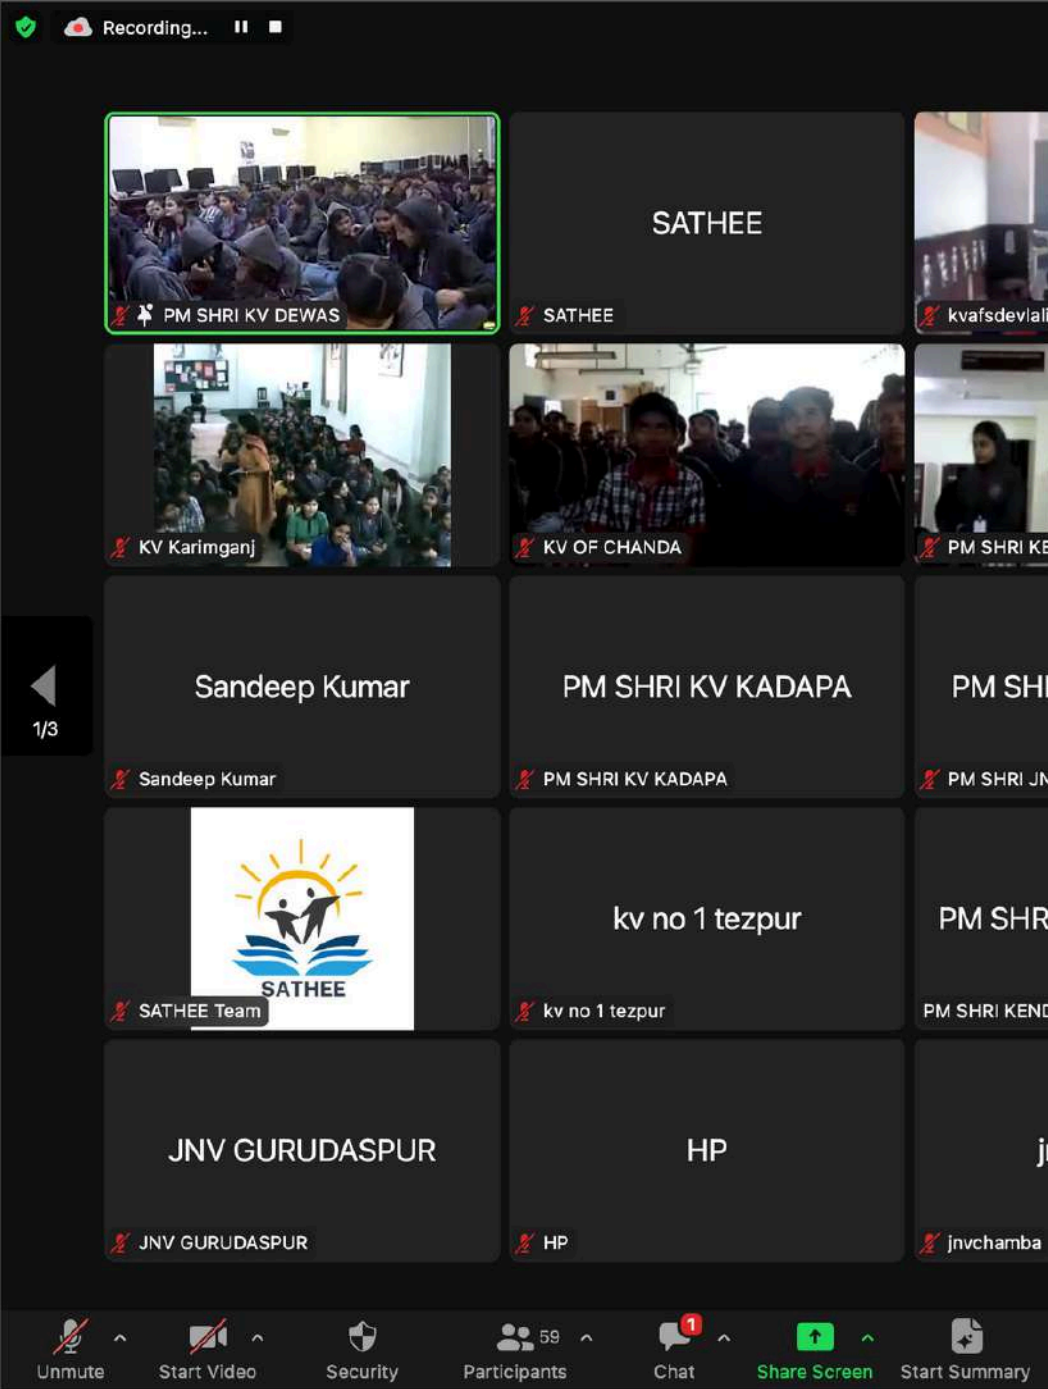 Recording...
SATHEE
PM SHRI KV DEWAS
SATHEE
kvafsdevlali
KV Karimganj
KV OF CHANDA
PM SHRI KE
Sandeep Kumar
PM SHRI KV KADAPA
PM SHI
Sandeep Kumar
PM SHRI KV KADAPA
PM SHRI JN
1/3
SATHEE
kv no 1 tezpur
PM SHR
SATHEE Team
kv no 1 tezpur
PM SHRI KEND
JNV GURUDASPUR
HP
j
JNV GURUDASPUR
HP
jnvchamba
59
1
Unmute
Start Video
Security
Participants
Chat
Share Screen
Start Summary